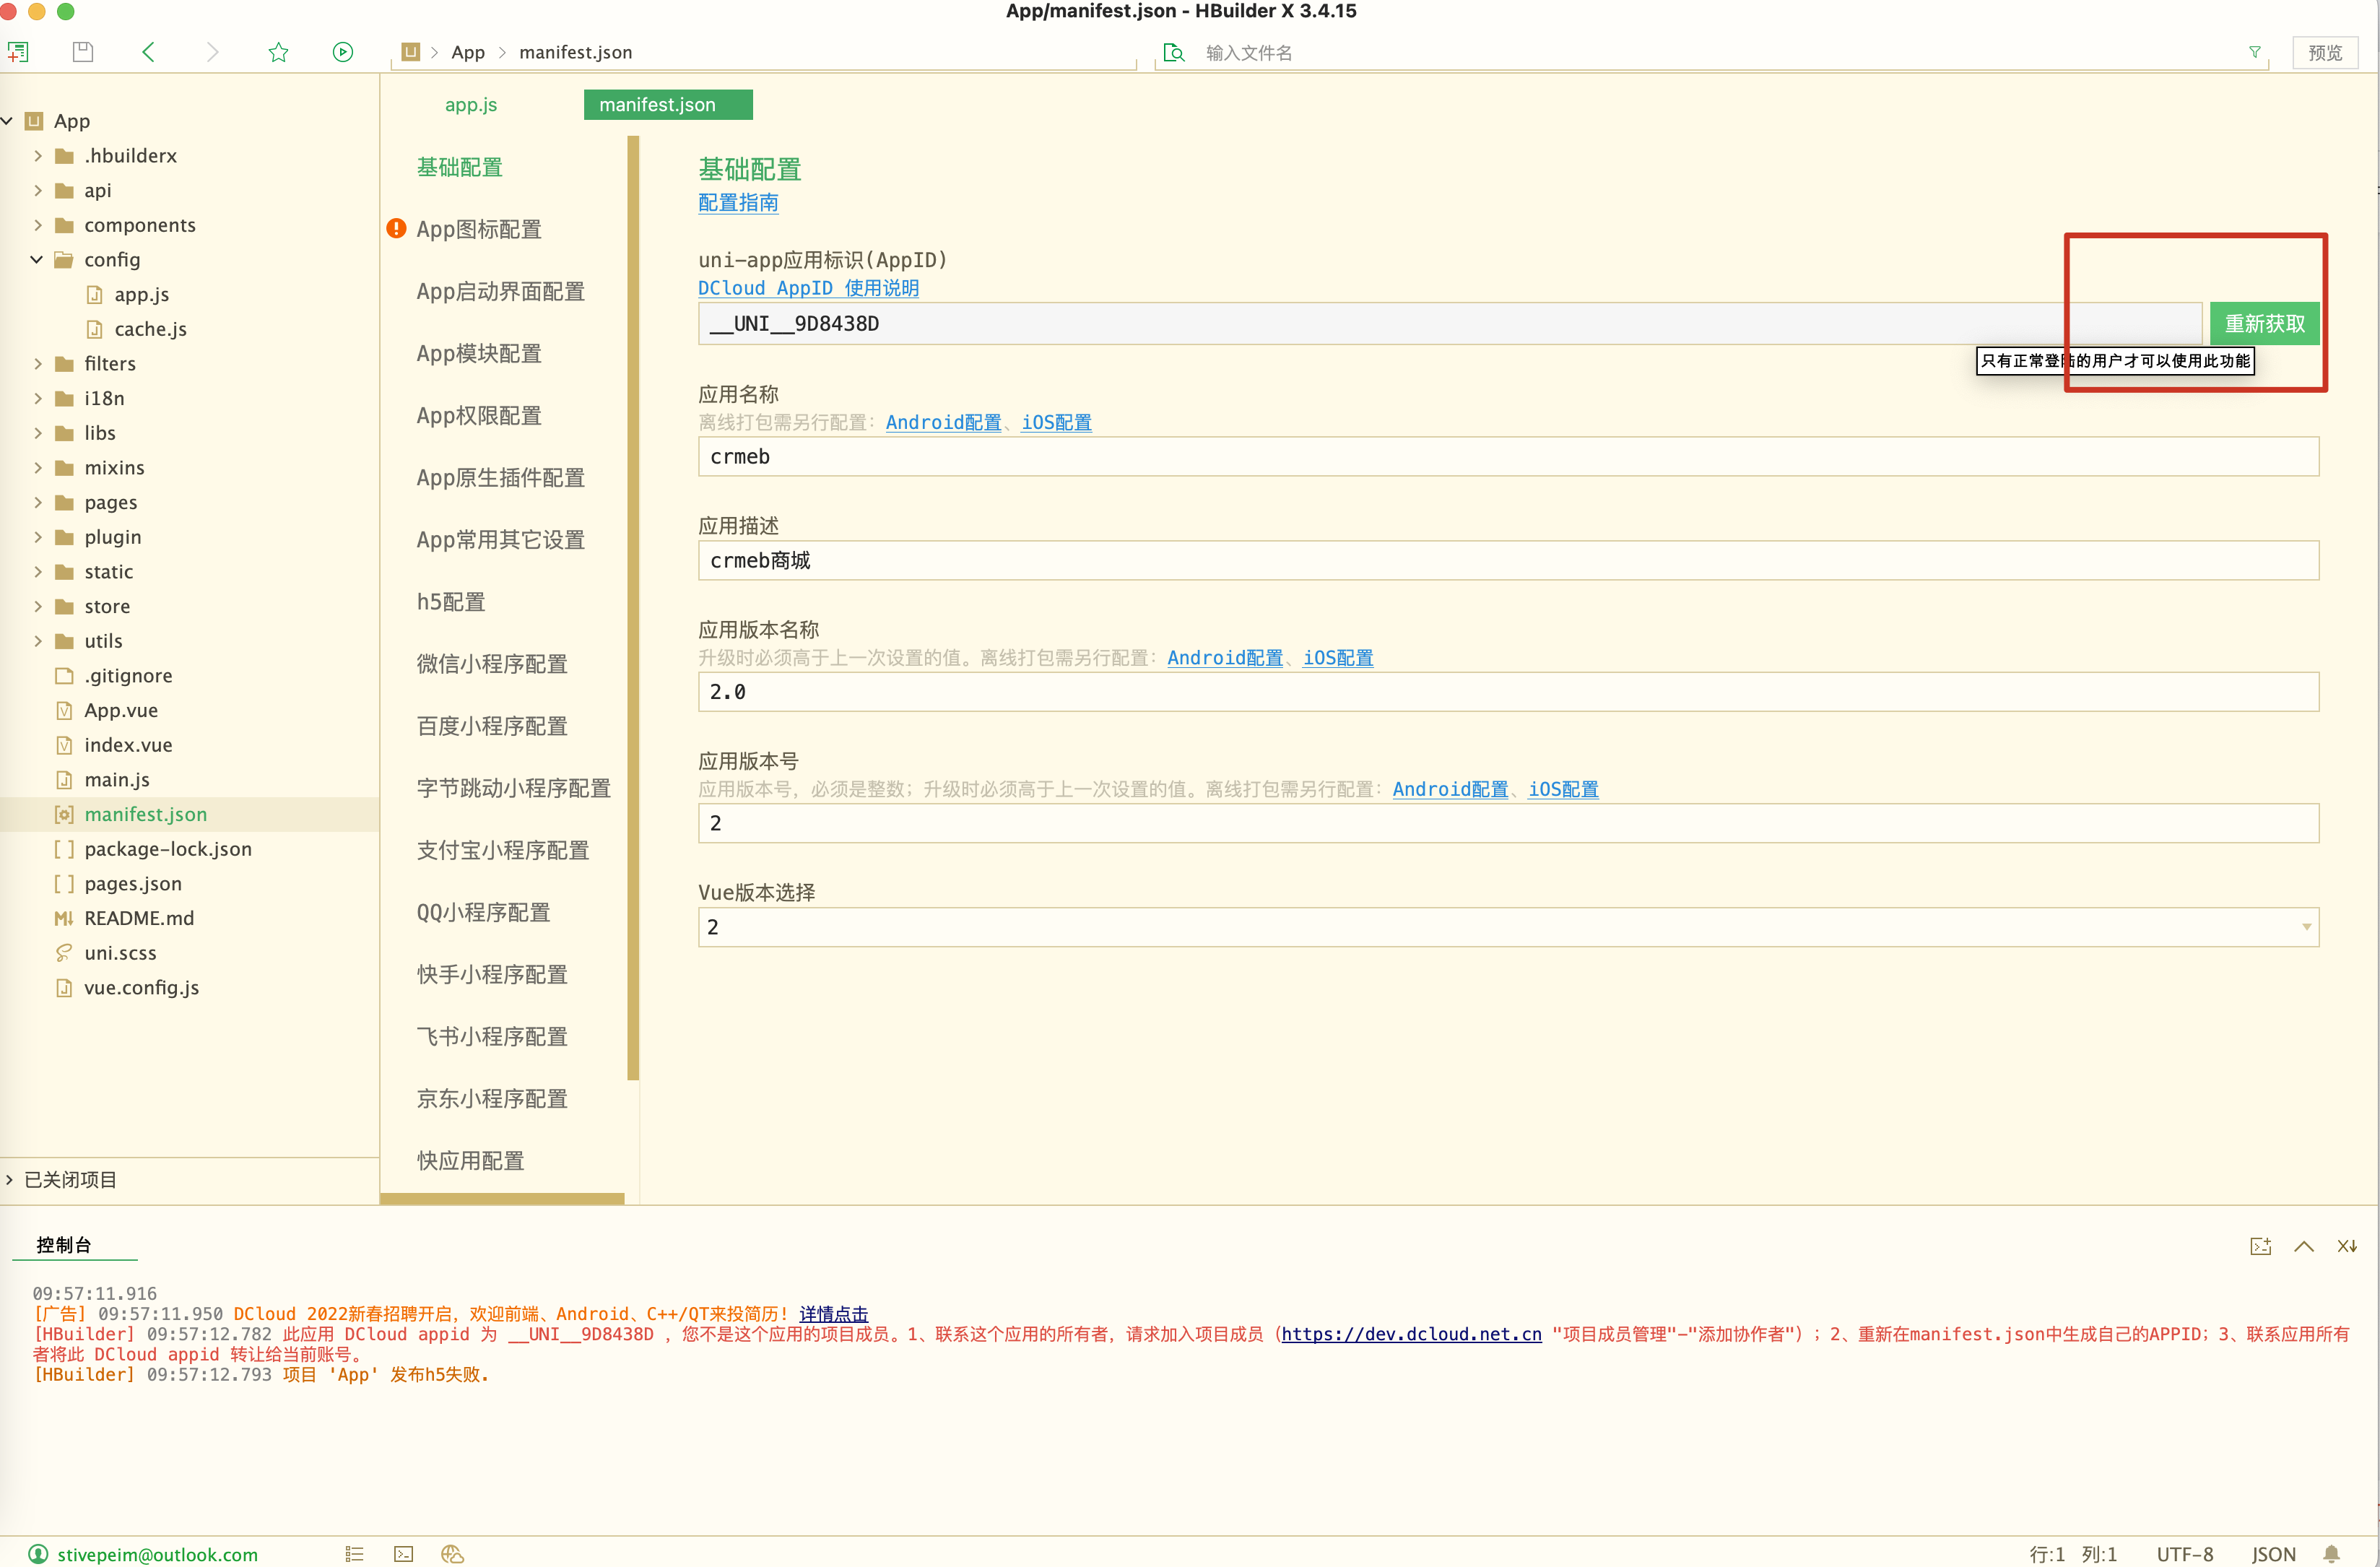 App/manifest.json - HBuilder X 3.4.15
App
manifest.json
输入文件名
预览
App
.hbuilderx
api
components
config
app.js
cache.js
filters
i18n
libs
mixins
pages
plugin
static
store
utils
.gitignore
App.vue
index.vue
main.js
manifest.json
package-lock.json
pages.json
README.md
uni.scss
vue.config.js
已关闭项目
app.js
manifest.json
基础配置
App图标配置
App启动界面配置
App模块配置
App权限配置
App原生插件配置
App常用其它设置
h5配置
微信小程序配置
百度小程序配置
字节跳动小程序配置
支付宝小程序配置
QQ小程序配置
快手小程序配置
飞书小程序配置
京东小程序配置
快应用配置
基础配置
配置指南
uni-app应用标识(AppID)
DCloud AppID 使用说明
__UNI__9D8438D
重新获取
只有正常登陆的用户才可以使用此功能
应用名称
离线打包需另行配置：Android配置、iOS配置
crmeb
应用描述
crmeb商城
应用版本名称
升级时必须高于上一次设置的值。离线打包需另行配置：Android配置、iOS配置
2.0
应用版本号
应用版本号，必须是整数；升级时必须高于上一次设置的值。离线打包需另行配置：Android配置、iOS配置
2
Vue版本选择
2
控制台
09:57:11.916
[广告] 09:57:11.950 DCloud 2022新春招聘开启，欢迎前端、Android、C++/QT来投简历! 详情点击
[HBuilder] 09:57:12.782 此应用 DCloud appid 为 __UNI__9D8438D ，您不是这个应用的项目成员。1、联系这个应用的所有者，请求加入项目成员（https://dev.dcloud.net.cn "项目成员管理"-"添加协作者"）；2、重新在manifest.json中生成自己的APPID；3、联系应用所有
者将此 DCloud appid 转让给当前账号。
[HBuilder] 09:57:12.793 项目 'App' 发布h5失败.
stivepeim@outlook.com
行:1 列:1
UTF-8
JSON